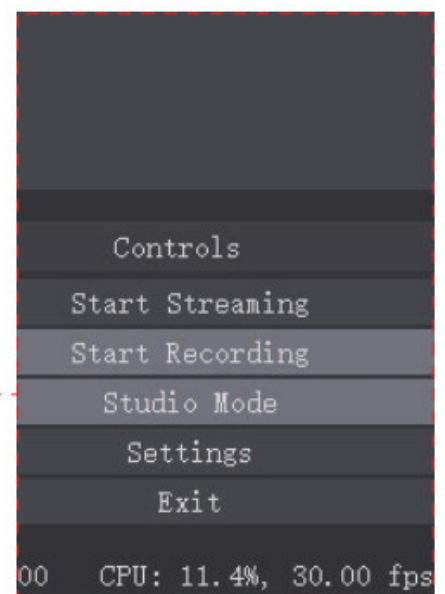 Controls
Start Streaming
Start Recording
Studio Mode
Settings
Exit
00 CPU: 11.4%, 30.00 fps